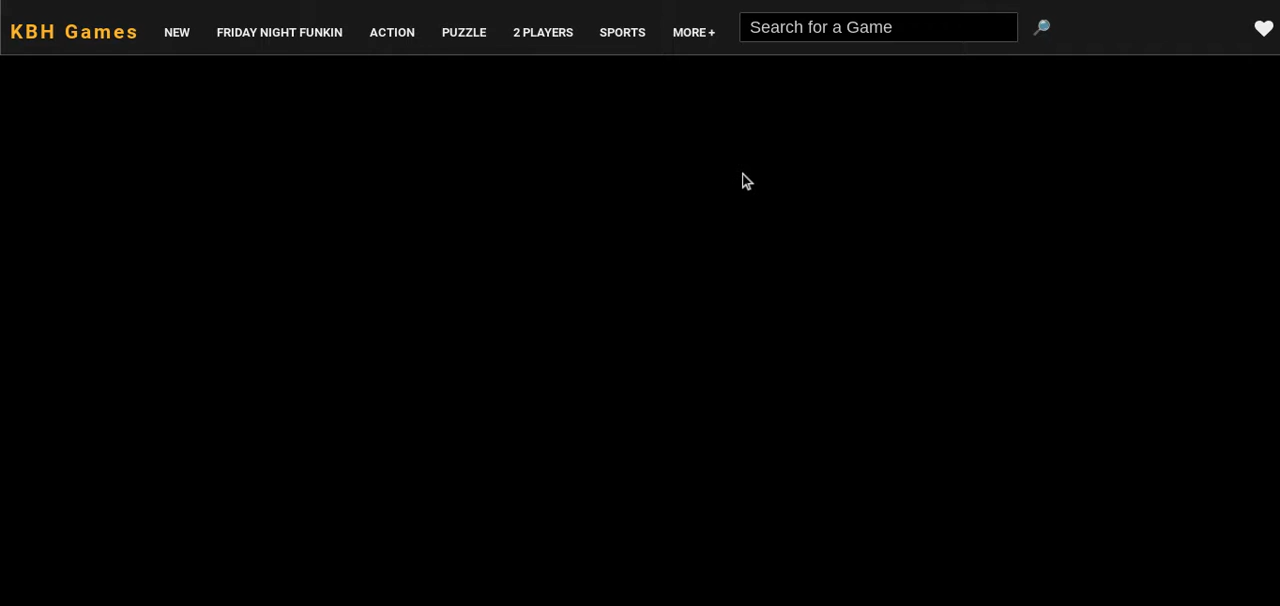 KBH Games NEW FRIDAY NIGHT FUNKIN ACTION PUZZLE 2 PLAYERS SPORTS MORE + Search for a Game